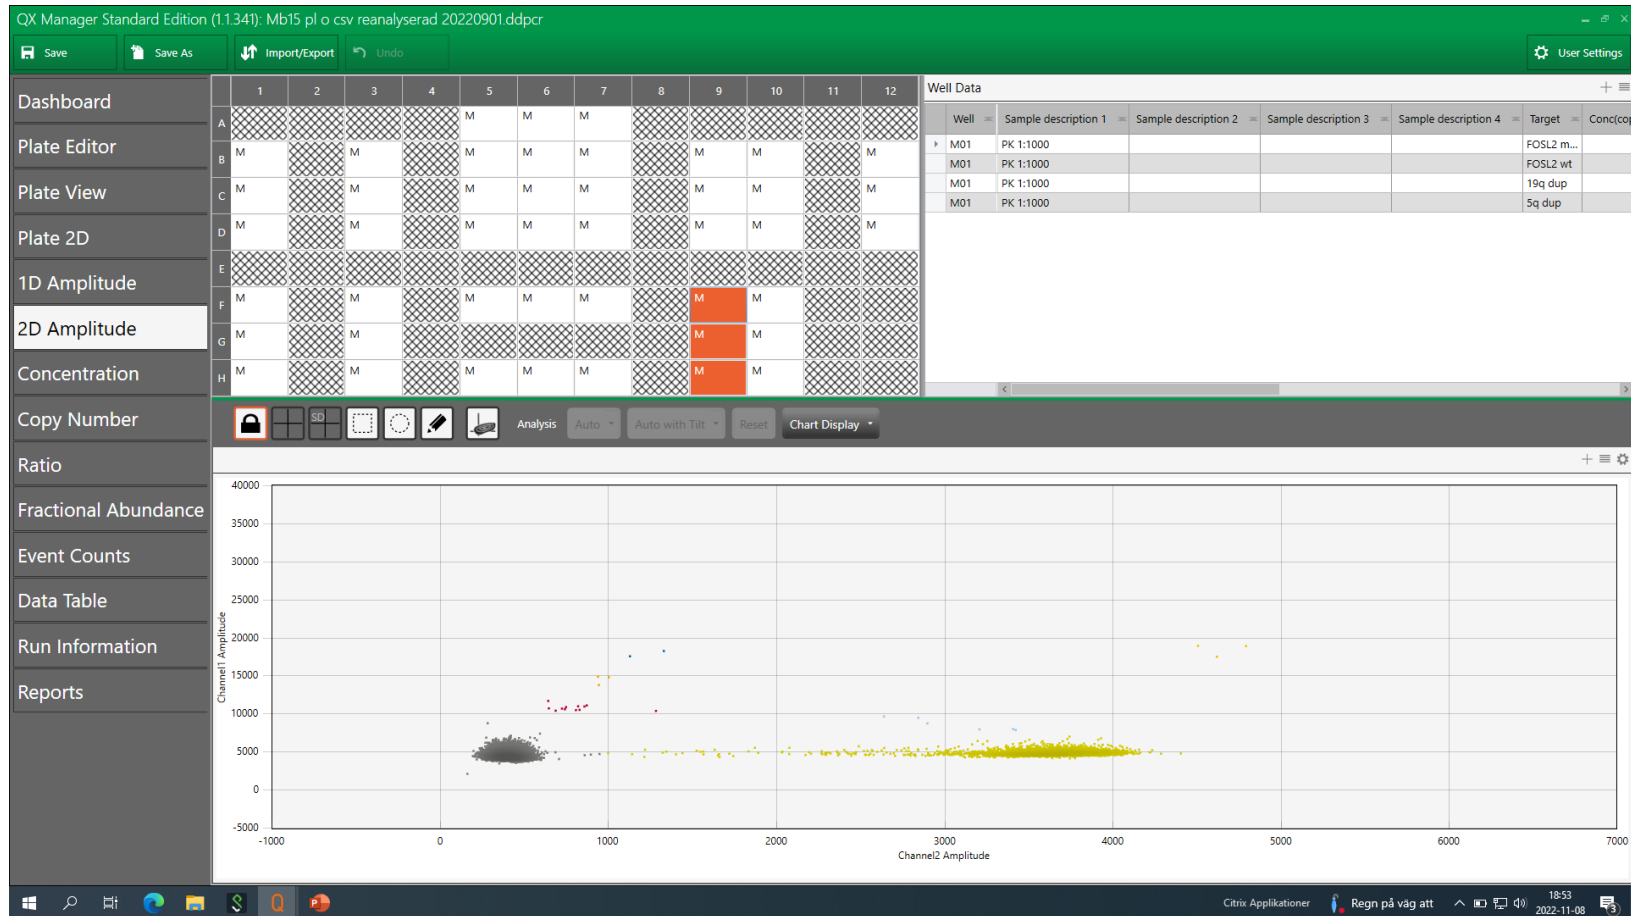 QX Manager Standard Edition (1.1.341): Mb15 pl o csv reanalyserad 20220901.ddpcr
Save
Save As
Import/Export
Undo
User Settings
Dashboard
Plate Editor
Plate View
Plate 2D
1D Amplitude
2D Amplitude
Concentration
Copy Number
Ratio
Fractional Abundance
Event Counts
Data Table
Run Information
Reports
1 2 3 4 5 6 7 8 9 10 11 12
A M M M
B M M M M M M M M
C M M M M M M M M
D M M M M M M M M
E
F M M M M M M M
G M M M M
H M M M M M M M
Well Data
Well Sample description 1 Sample description 2 Sample description 3 Sample description 4 Target Conc(cop
M01 PK 1:1000 FOSL2 m...
M01 PK 1:1000 FOSL2 wt
M01 PK 1:1000 19q dup
M01 PK 1:1000 5q dup
SD
Analysis
Auto
Auto with Tilt
Reset
Chart Display
40000
35000
30000
25000
20000
15000
10000
5000
0
-5000
Channel1 Amplitude
-1000 0 1000 2000 3000 4000 5000 6000 7000
Channel2 Amplitude
Citrix Applikationer
Regn på väg att
18:53
2022-11-08
3